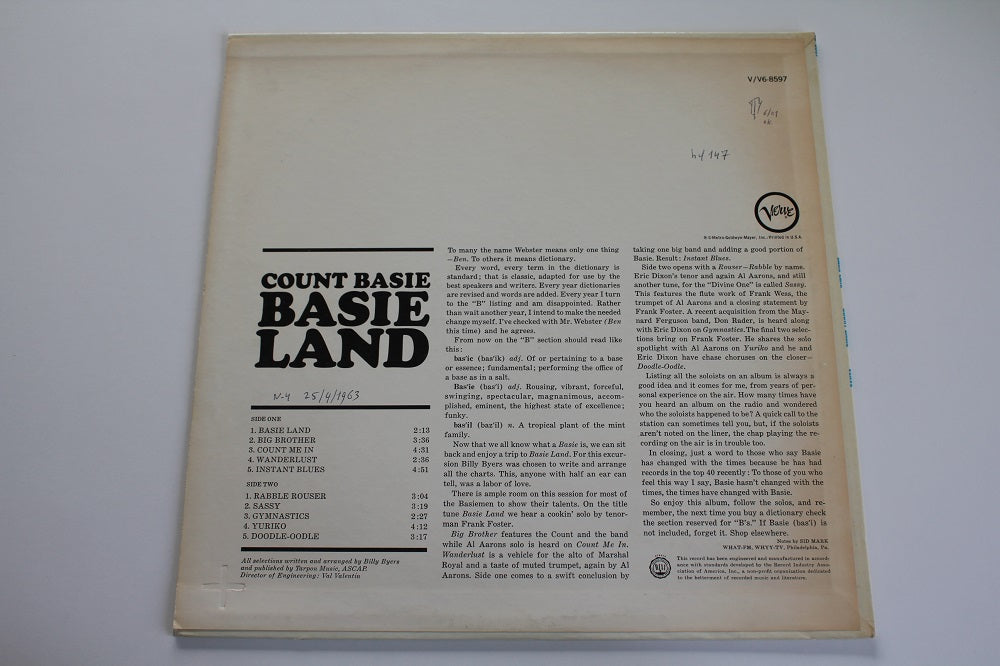 V/V6-8597
6/01
ok
hf 147
Verve
℗ © Metro-Goldwyn-Mayer, Inc./Printed in U.S.A.
COUNT BASIE
BASIE
LAND
N-Y 25/4/1963
SIDE ONE
1. BASIE LAND 2:13
2. BIG BROTHER 3:36
3. COUNT ME IN 4:31
4. WANDERLUST 2:36
5. INSTANT BLUES 4:51
SIDE TWO
1. RABBLE ROUSER 3:04
2. SASSY 3:19
3. GYMNASTICS 2:27
4. YURIKO 4:12
5. DOODLE-OODLE 3:17
All selections written and arranged by Billy Byers
and published by Taryon Music, ASCAP.
Director of Engineering: Val Valentin
To many the name Webster means only one thing
—Ben. To others it means dictionary.
Every word, every term in the dictionary is
standard; that is classic, adapted for use by the
best speakers and writers. Every year dictionaries
are revised and words are added. Every year I turn
to the "B" listing and am disappointed. Rather
than wait another year, I intend to make the needed
change myself. I've checked with Mr. Webster (Ben
this time) and he agrees.
From now on the "B" section should read like
this:
bas'ic (bas'ik) adj. Of or pertaining to a base
or essence; fundamental; performing the office of
a base as in a salt.
Bas'ie (bas'i) adj. Rousing, vibrant, forceful,
swinging, spectacular, magnanimous, accom-
plished, eminent, the highest state of excellence;
funky.
bas'il (baz'il) n. A tropical plant of the mint
family.
Now that we all know what a Basie is, we can sit
back and enjoy a trip to Basie Land. For this excur-
sion Billy Byers was chosen to write and arrange
all the charts. This, anyone with half an ear can
tell, was a labor of love.
There is ample room on this session for most of
the Basiemen to show their talents. On the title
tune Basie Land we hear a cookin' solo by tenor-
man Frank Foster.
Big Brother features the Count and the band
while Al Aarons solo is heard on Count Me In.
Wanderlust is a vehicle for the alto of Marshal
Royal and a taste of muted trumpet, again by Al
Aarons. Side one comes to a swift conclusion by
taking one big band and adding a good portion of
Basie. Result: Instant Blues.
Side two opens with a Rouser—Rabble by name.
Eric Dixon's tenor and again Al Aarons, and still
another tune, for the "Divine One" is called Sassy.
This features the flute work of Frank Wess, the
trumpet of Al Aarons and a closing statement by
Frank Foster. A recent acquisition from the May-
nard Ferguson band, Don Rader, is heard along
with Eric Dixon on Gymnastics. The final two selec-
tions bring on Frank Foster. He shares the solo
spotlight with Al Aarons on Yuriko and he and
Eric Dixon have chase choruses on the closer—
Doodle-Oodle.
Listing all the soloists on an album is always a
good idea and it comes for me, from years of per-
sonal experience on the air. How many times have
you heard an album on the radio and wondered
who the soloists happened to be? A quick call to the
station can sometimes tell you, but, if the soloists
aren't noted on the liner, the chap playing the re-
cording on the air is in trouble too.
In closing, just a word to those who say Basie
has changed with the times because he has had
records in the top 40 recently: To those of you who
feel this way I say, Basie hasn't changed with the
times, the times have changed with Basie.
So enjoy this album, follow the solos, and re-
member, the next time you buy a dictionary check
the section reserved for "B's." If Basie (bas'i) is
not included, forget it. Shop elsewhere.
Notes by SID MARK
WHAT-FM, WHYY-TV, Philadelphia, Pa.
This record has been engineered and manufactured in accord-
ance with standards developed by the Record Industry Asso-
ciation of America, Inc., a non-profit organization dedicated
to the betterment of recorded music and literature.